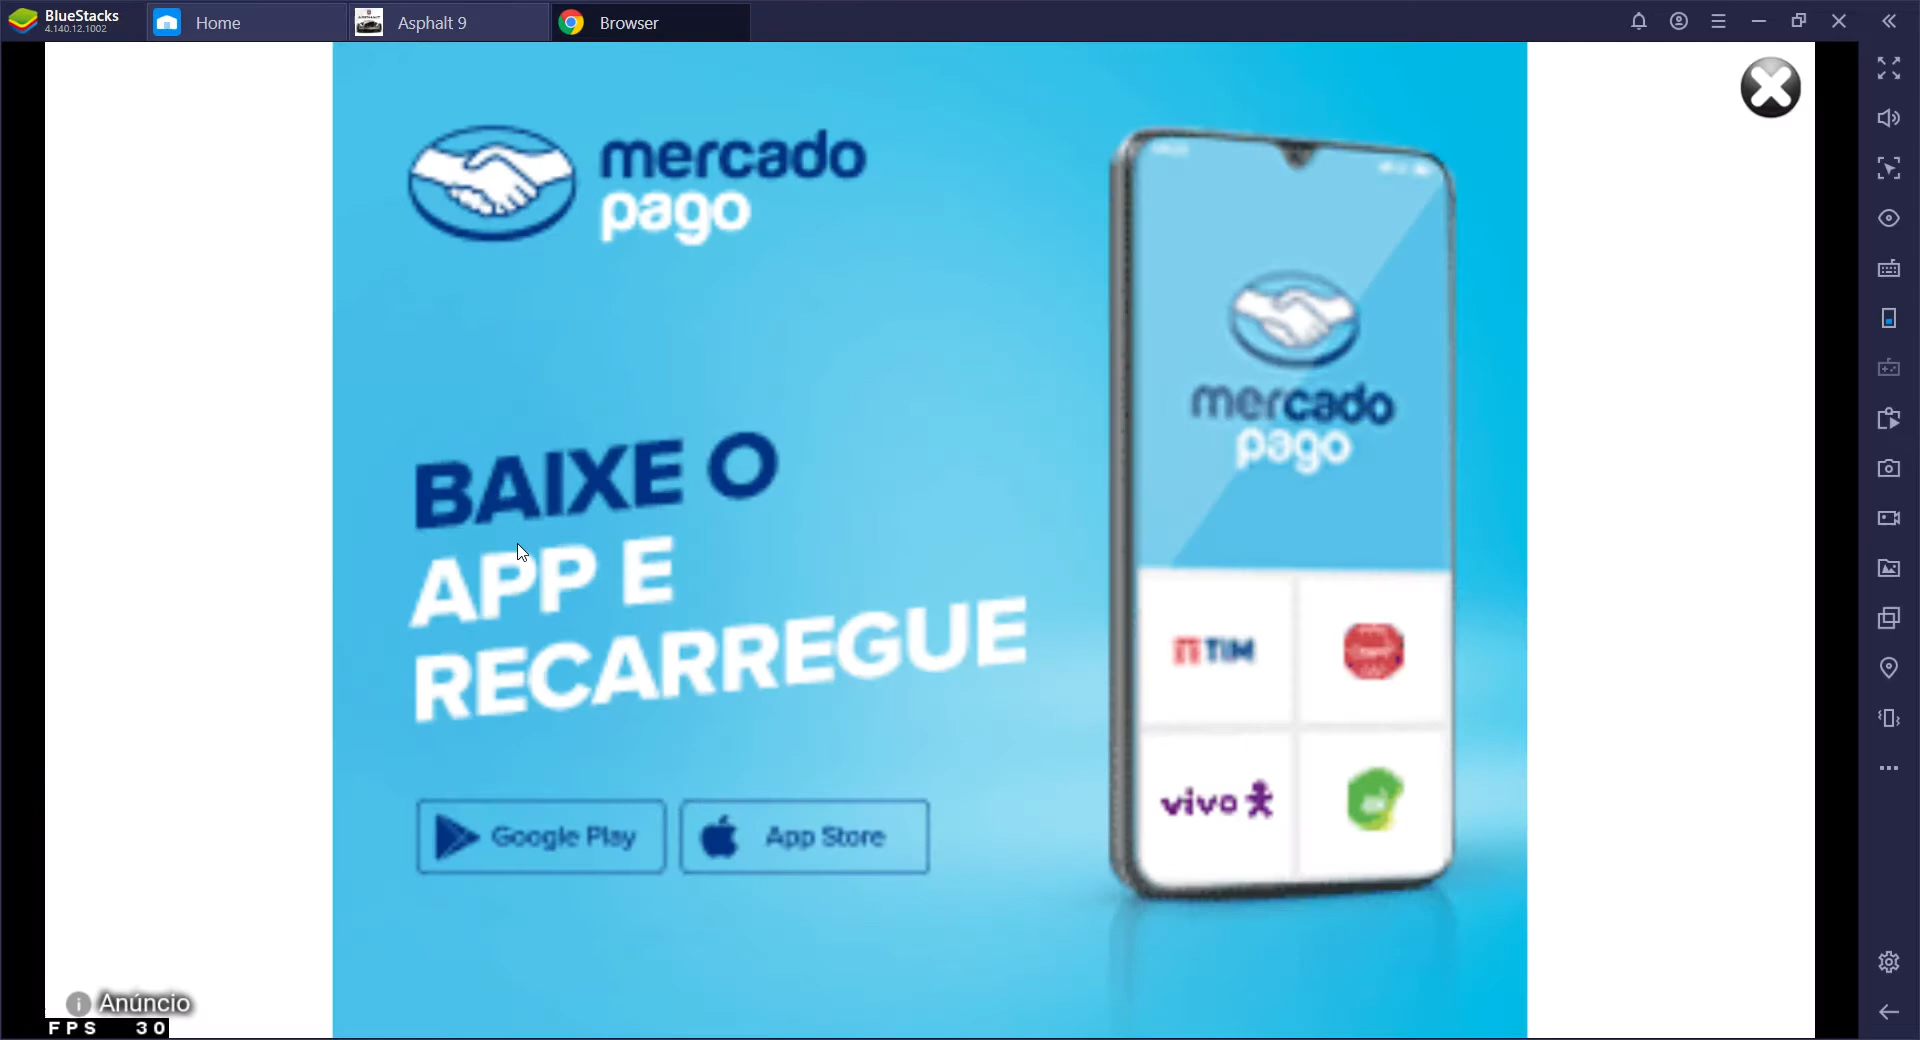 BlueStacks
4.140.12.1002
Home
Asphalt 9
Browser
mercado
pago
mercado
pago
BAIXE O
APP E
RECARREGUE
TIM
vivo
Google Play
App Store
Anúncio
FPS 30